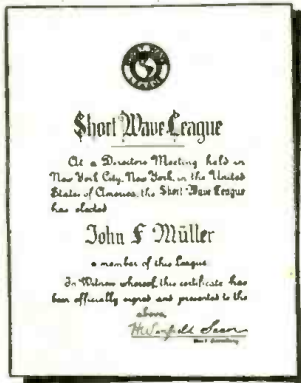 Short Wave League
At a Directors Meeting held in
New York City, New York, in the United
States of America, the Short Wave League
has elected
John F Müller
a member of this League.
In Witness whereof this certificate has
been officially signed and presented to the
above.
H. Winfield Secor